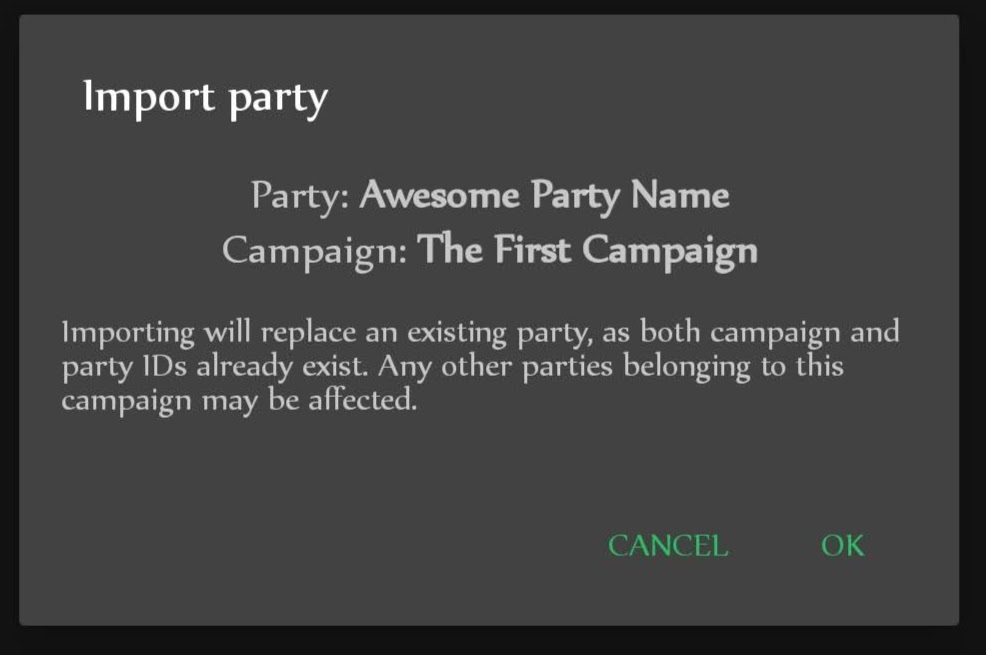 Import party
Party: Awesome Party Name
Campaign: The First Campaign
Importing will replace an existing party, as both campaign and
party IDs already exist. Any other parties belonging to this
campaign may be affected.
CANCEL OK